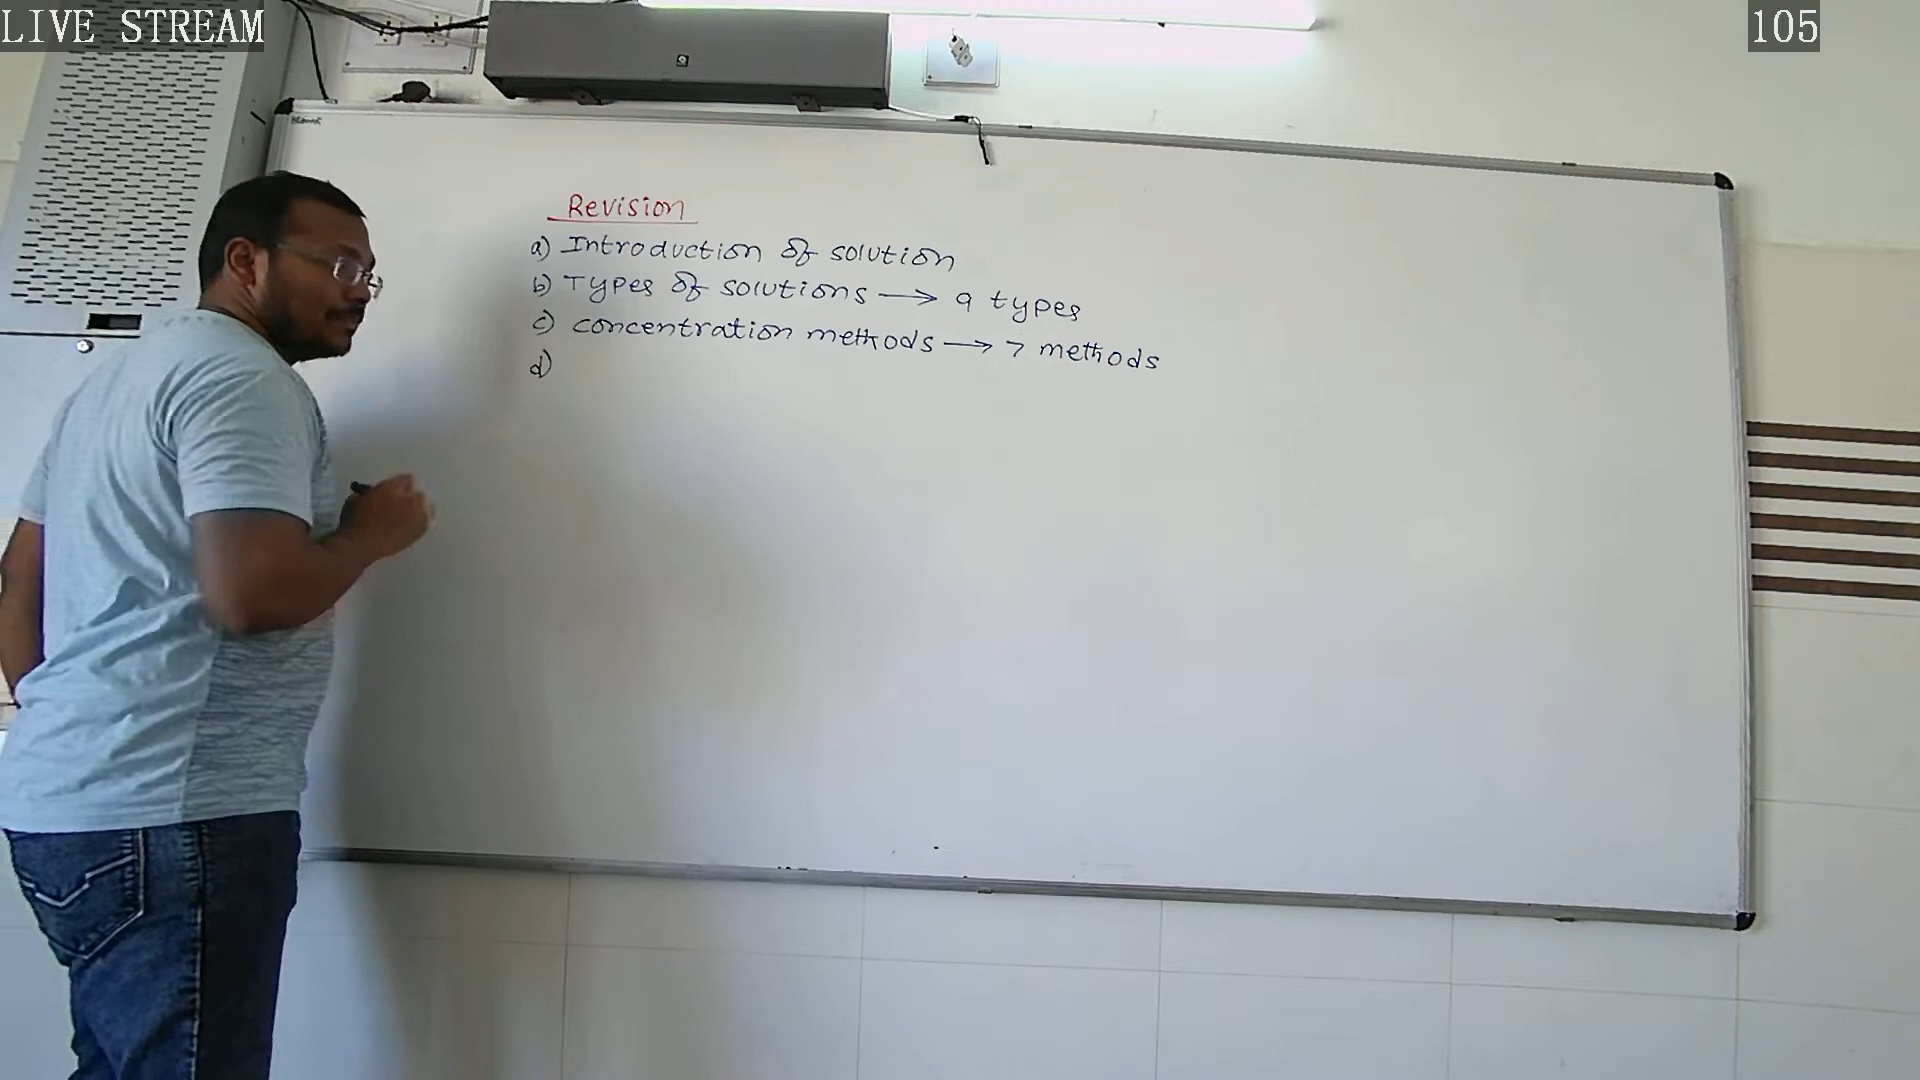 LIVE STREAM
105
Revision
a) Introduction of solution
b) Types of solutions → 9 types
c) concentration methods → 7 methods
d)